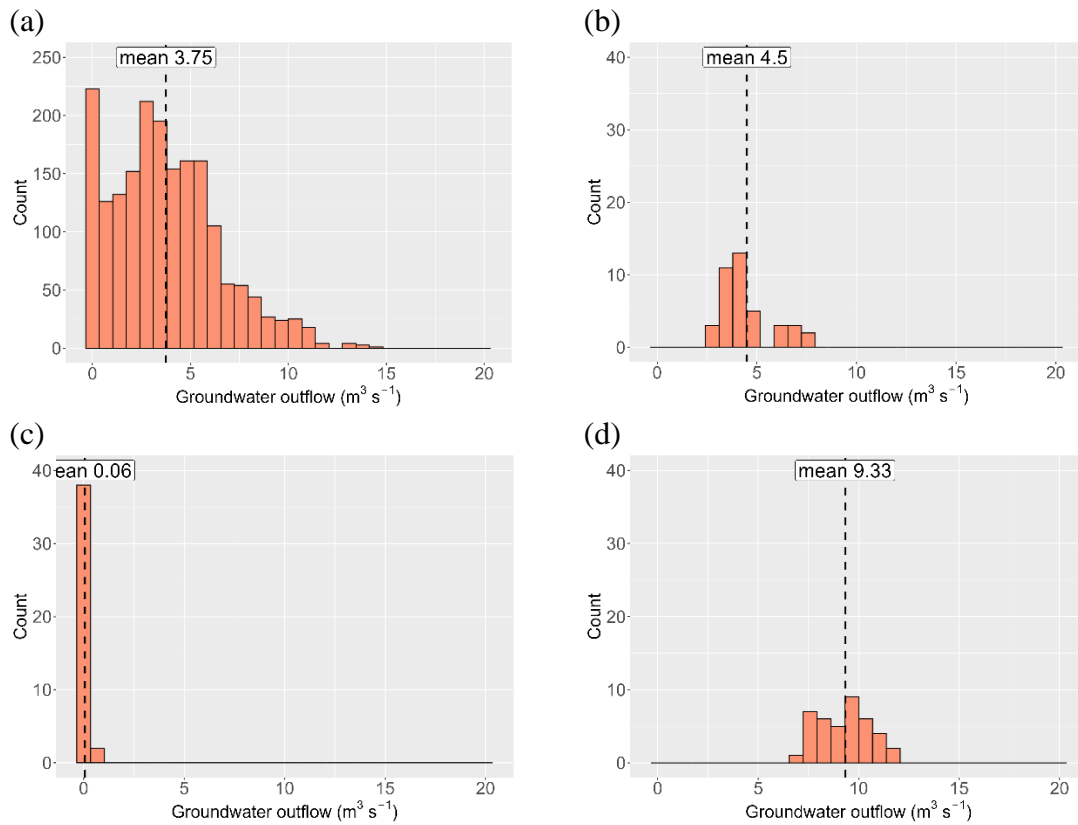 (a)
mean 3.75
250
200
150
100
50
0
Count
0 5 10 15 20
Groundwater outflow (m³ s⁻¹)
(b)
mean 4.5
40
30
20
10
0
Count
0 5 10 15 20
Groundwater outflow (m³ s⁻¹)
(c)
ean 0.06
40
30
20
10
0
Count
0 5 10 15 20
Groundwater outflow (m³ s⁻¹)
(d)
mean 9.33
40
30
20
10
0
Count
0 5 10 15 20
Groundwater outflow (m³ s⁻¹)